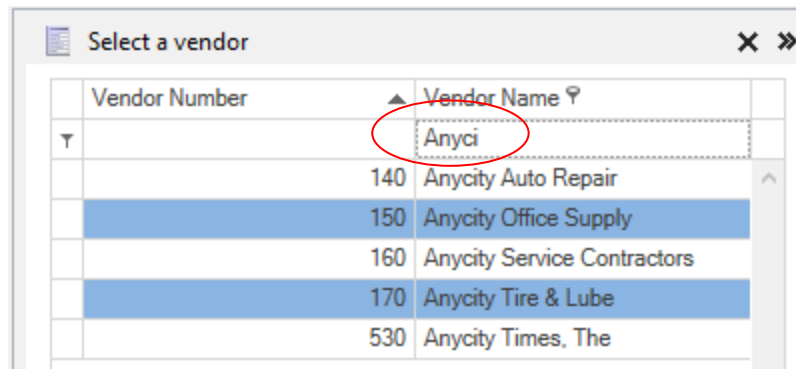 Select a vendor
Vendor Number Vendor Name
Anyci
140 Anycity Auto Repair
150 Anycity Office Supply
160 Anycity Service Contractors
170 Anycity Tire & Lube
530 Anycity Times, The